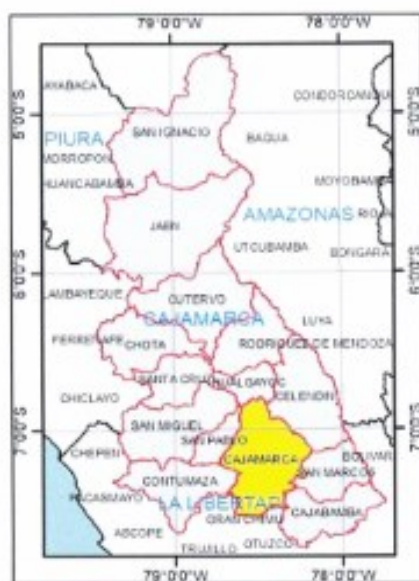 79°0'0"W 78°0'0"W
AYABACA
CONDORCANQUI
5°0'0"S 5°0'0"S
SAN IGNACIO
PIURA BAGUA
MORROPON
HUANCABAMBA MOYOBAMBA
AMAZONAS RIOJA
JAEN
UTCUBAMBA
BONGARA
6°0'0"S 6°0'0"S
LAMBAYEQUE
CUTERVO
CAJAMARCA LUYA
FERREÑAFE CHOTA RODRIGUEZ DE MENDOZA
SANTA CRUZ HUALGAYOC
CHICLAYO CELENDIN
7°0'0"S 7°0'0"S
SAN MIGUEL
SAN PABLO
CHEPEN CAJAMARCA BOLIVAR
SAN MARCOS
CONTUMAZA
PACASMAYO LA LIBERTAD
GRAN CHIMU CAJABAMBA
ASCOPE
TRUJILLO OTUZCO
79°0'0"W 78°0'0"W